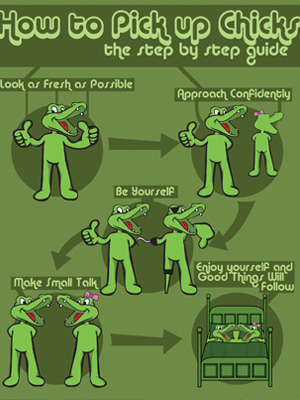 How to Pick up Chicks
the step by step guide
Look as Fresh as Possible
Approach Confidently
Be Yourself
Make Small Talk
Enjoy yourself and
Good Things Will
Follow